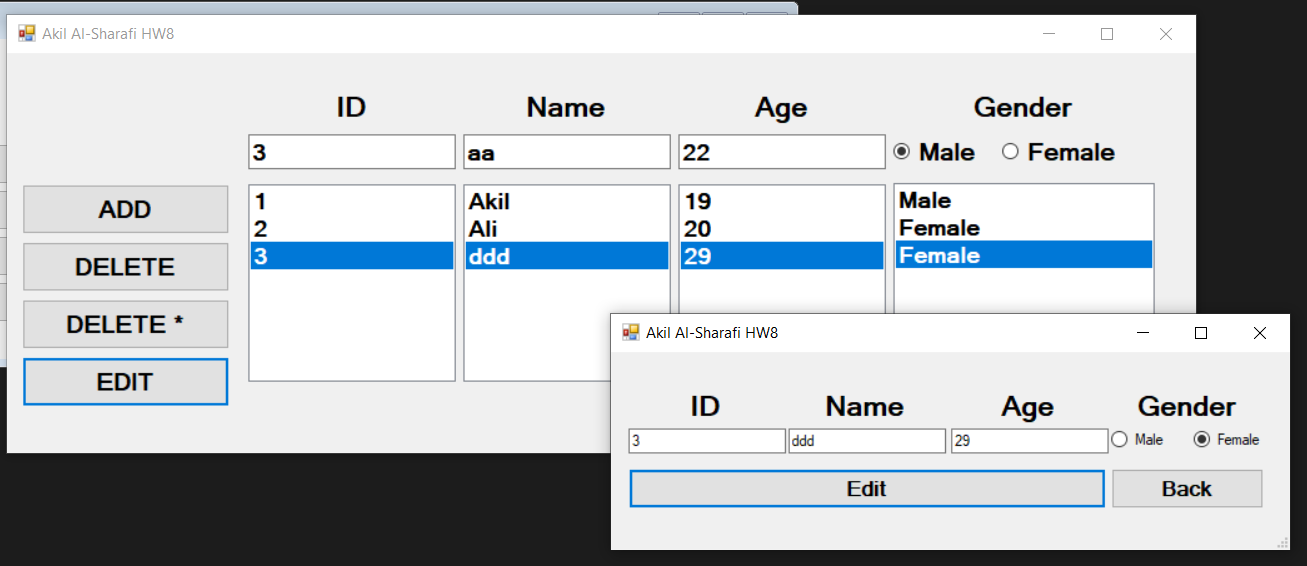 Akil Al-Sharafi HW8
ID Name Age Gender
3 aa 22 Male Female
ADD
DELETE
DELETE *
EDIT
1 Akil 19 Male
2 Ali 20 Female
3 ddd 29 Female
Akil Al-Sharafi HW8
ID Name Age Gender
3 ddd 29 Male Female
Edit Back